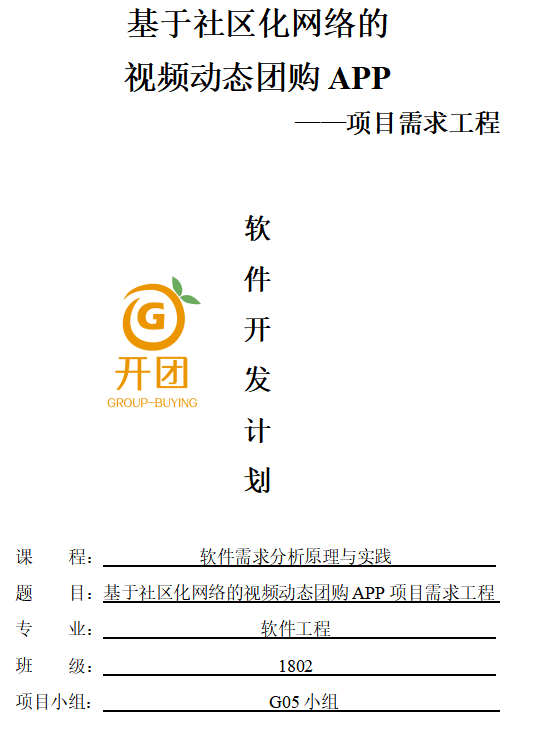 基于社区化网络的
视频动态团购 APP
——项目需求工程
软
件
开
发
计
划
G
开团
GROUP-BUYING
课 程：软件需求分析原理与实践
题 目：基于社区化网络的视频动态团购 APP 项目需求工程
专 业：软件工程
班 级：1802
项目小组：G05 小组